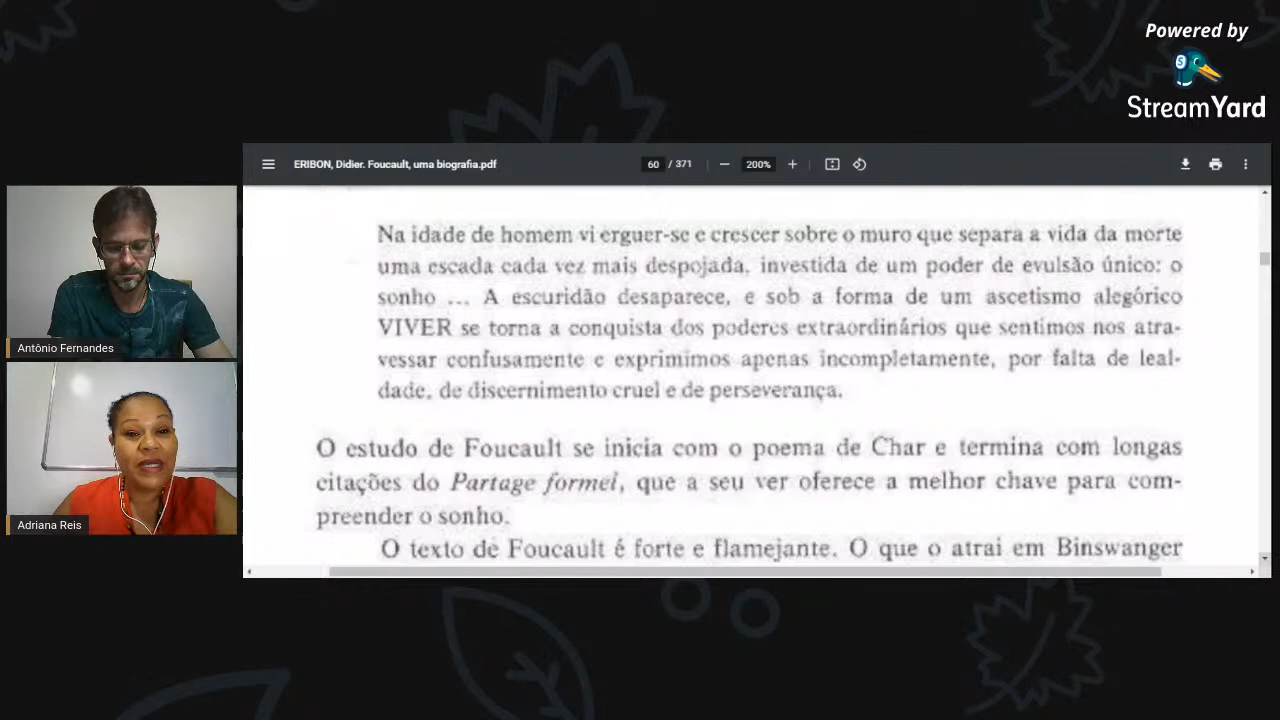 Powered by
StreamYard
ERIBON, Didier. Foucault, uma biografia.pdf
60 / 371
200%
Na idade de homem vi erguer-se e crescer sobre o muro que separa a vida da morte
uma escada cada vez mais despojada, investida de um poder de evulsão único: o
sonho ... A escuridão desaparece, e sob a forma de um ascetismo alegórico
VIVER se torna a conquista dos poderes extraordinários que sentimos nos atra-
vessar confusamente e exprimimos apenas incompletamente, por falta de leal-
dade, de discernimento cruel e de perseverança.
O estudo de Foucault se inicia com o poema de Char e termina com longas
citações do Partage formel, que a seu ver oferece a melhor chave para com-
preender o sonho.
O texto de Foucault é forte e flamejante. O que o atrai em Binswanger
Antônio Fernandes
Adriana Reis